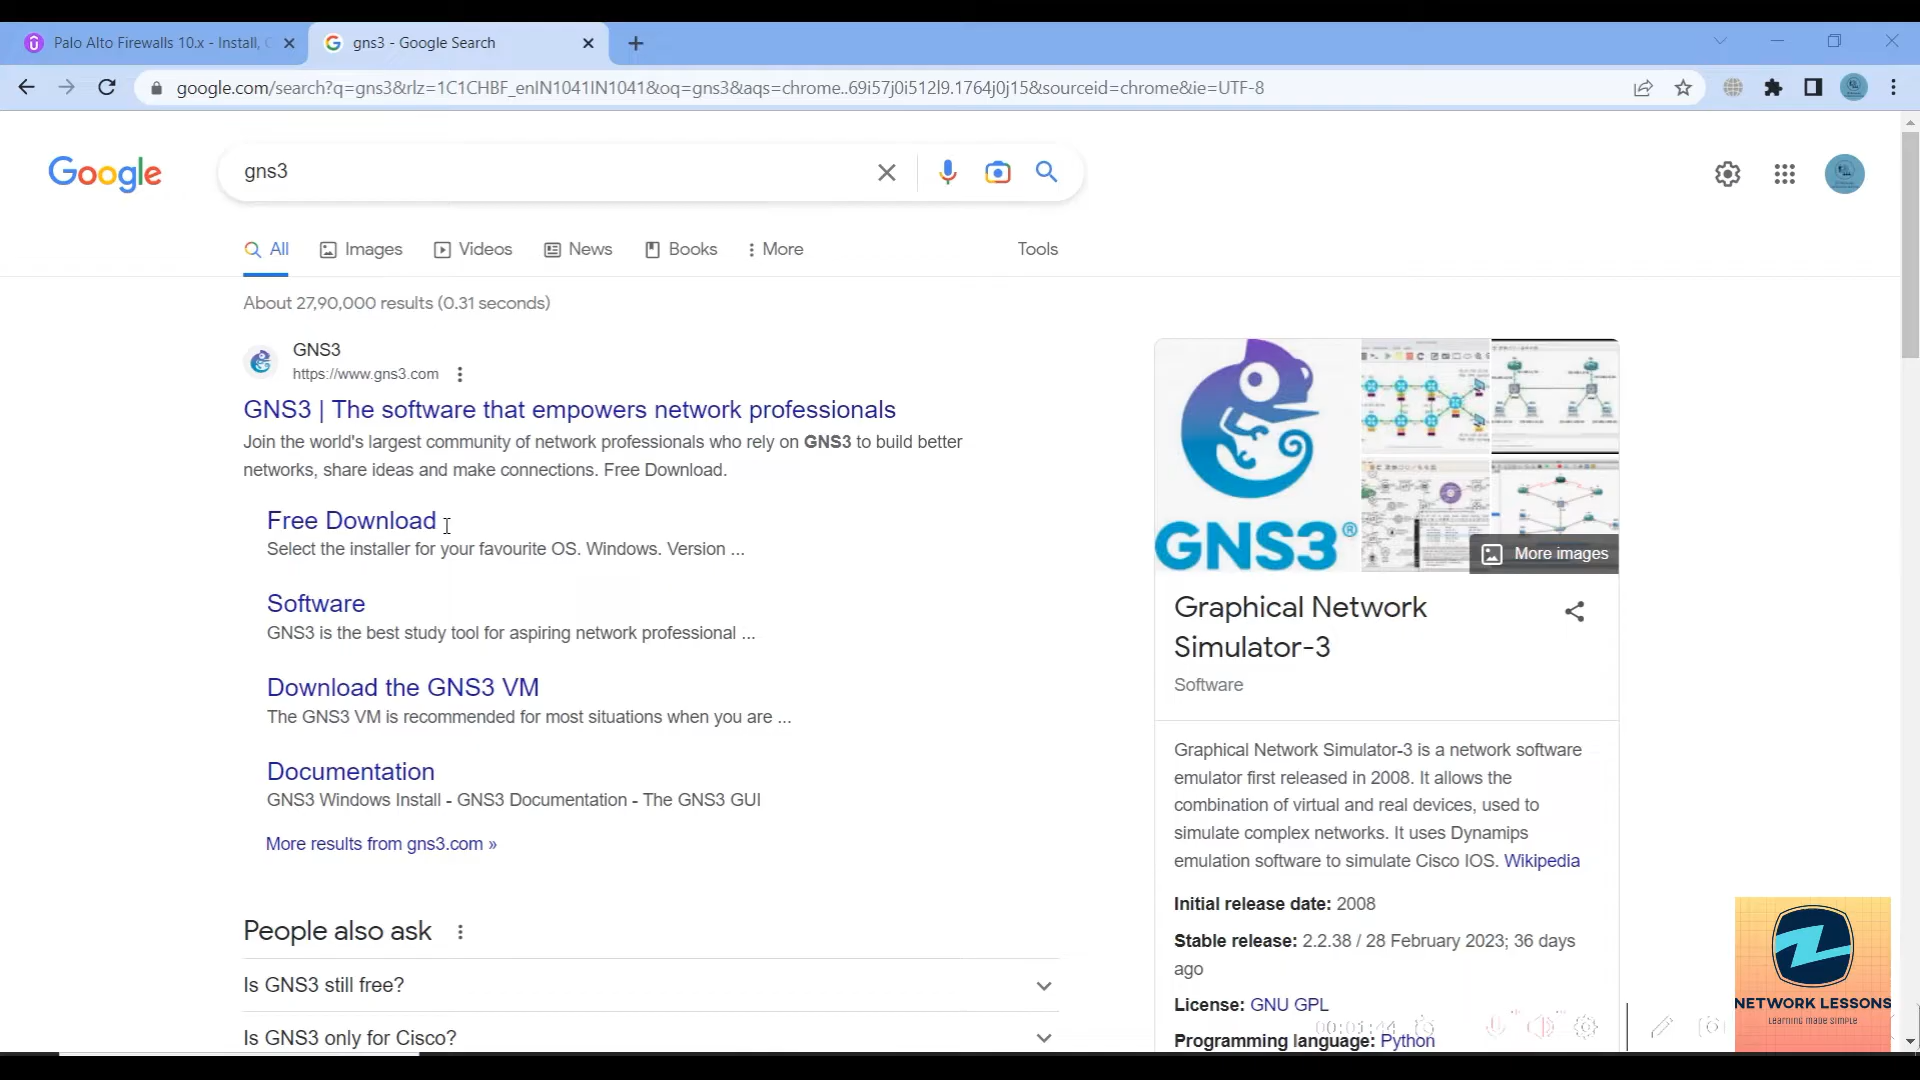 Palo Alto Firewalls 10.x - Install, C
gns3 - Google Search
google.com/search?q=gns3&rlz=1C1CHBF_enIN1041IN1041&oq=gns3&aqs=chrome..69i57j0i512l9.1764j0j15&sourceid=chrome&ie=UTF-8
Google
gns3
All
Images
Videos
News
Books
More
Tools
About 27,90,000 results (0.31 seconds)
GNS3
https://www.gns3.com
GNS3 | The software that empowers network professionals
Join the world's largest community of network professionals who rely on GNS3 to build better
networks, share ideas and make connections. Free Download.
Free Download
Select the installer for your favourite OS. Windows. Version ...
Software
GNS3 is the best study tool for aspiring network professional ...
Download the GNS3 VM
The GNS3 VM is recommended for most situations when you are ...
Documentation
GNS3 Windows Install - GNS3 Documentation - The GNS3 GUI
More results from gns3.com »
People also ask
Is GNS3 still free?
Is GNS3 only for Cisco?
GNS3®
More images
Graphical Network
Simulator-3
Software
Graphical Network Simulator-3 is a network software
emulator first released in 2008. It allows the
combination of virtual and real devices, used to
simulate complex networks. It uses Dynamips
emulation software to simulate Cisco IOS. Wikipedia
Initial release date: 2008
Stable release: 2.2.38 / 28 February 2023; 36 days
ago
License: GNU GPL
00:01:44
Programming language: Python
NETWORK LESSONS
Learning made simple